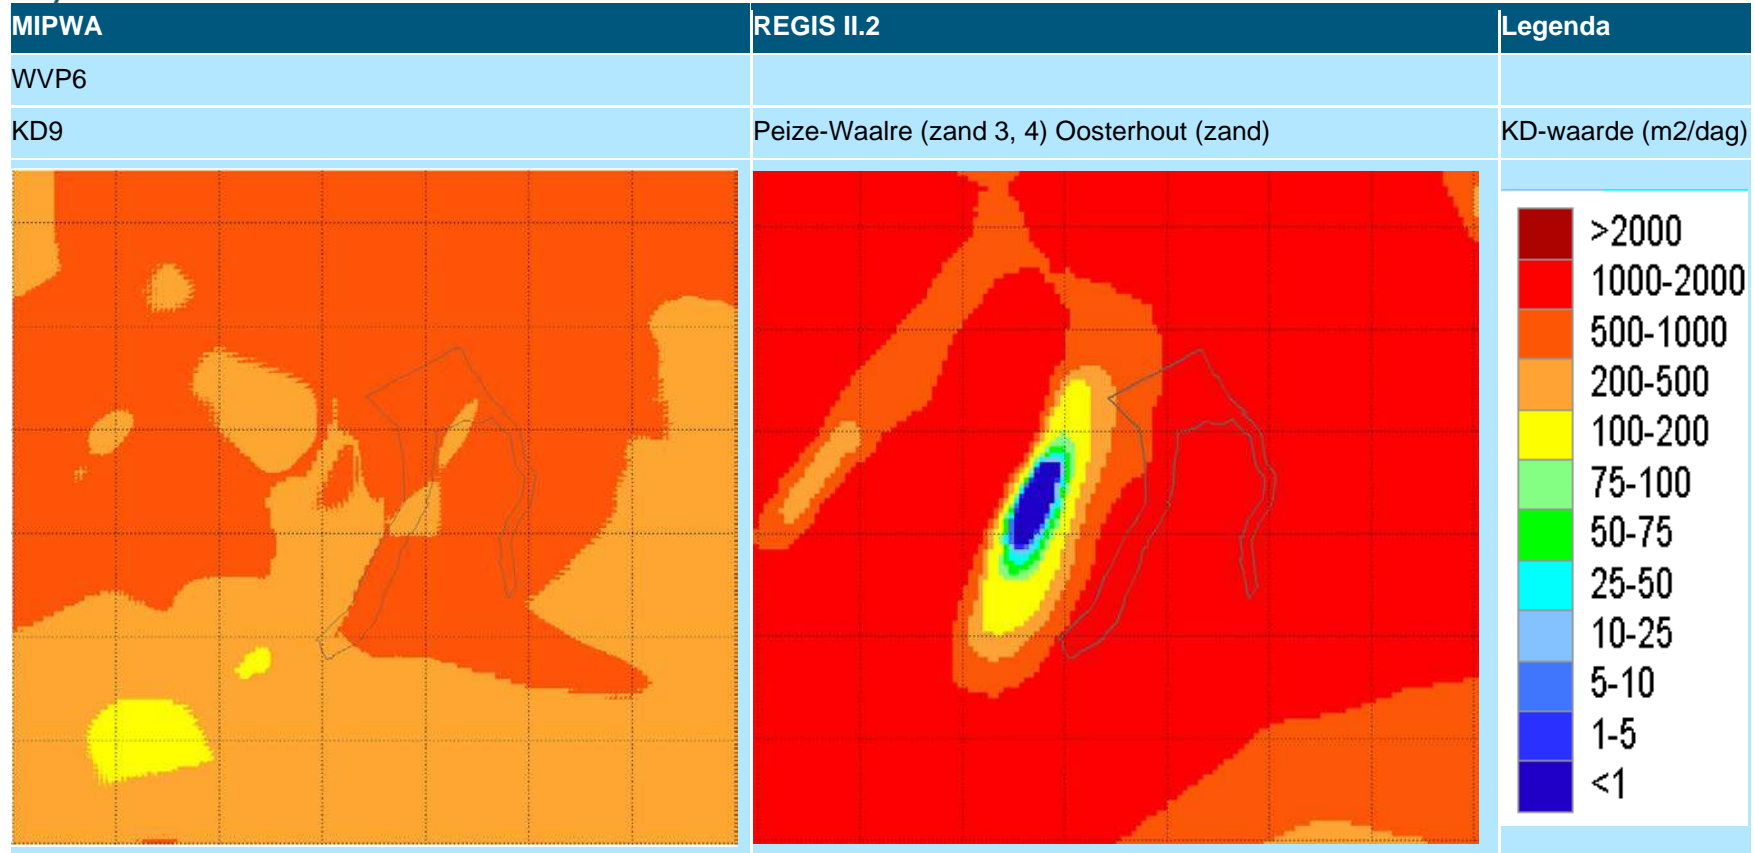 MIPWA
REGIS II.2
Legenda
WVP6
KD9
Peize-Waalre (zand 3, 4) Oosterhout (zand)
KD-waarde (m2/dag)
>2000
1000-2000
500-1000
200-500
100-200
75-100
50-75
25-50
10-25
5-10
1-5
<1